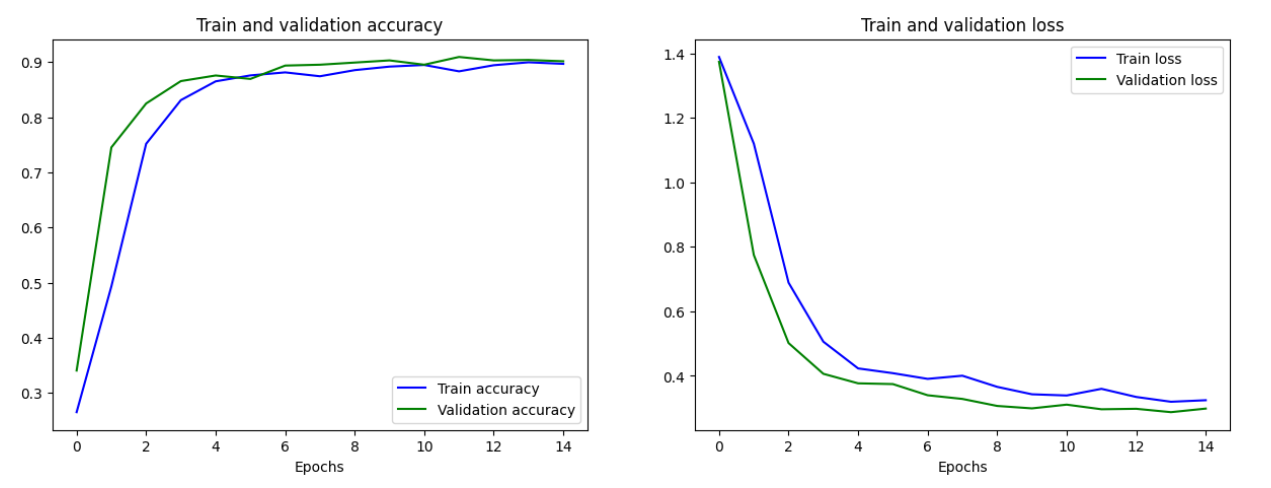 Train and validation accuracy
0.9
0.8
0.7
0.6
0.5
0.4
0.3
Train accuracy
Validation accuracy
0 2 4 6 8 10 12 14
Epochs
Train and validation loss
1.4
1.2
1.0
0.8
0.6
0.4
Train loss
Validation loss
0 2 4 6 8 10 12 14
Epochs